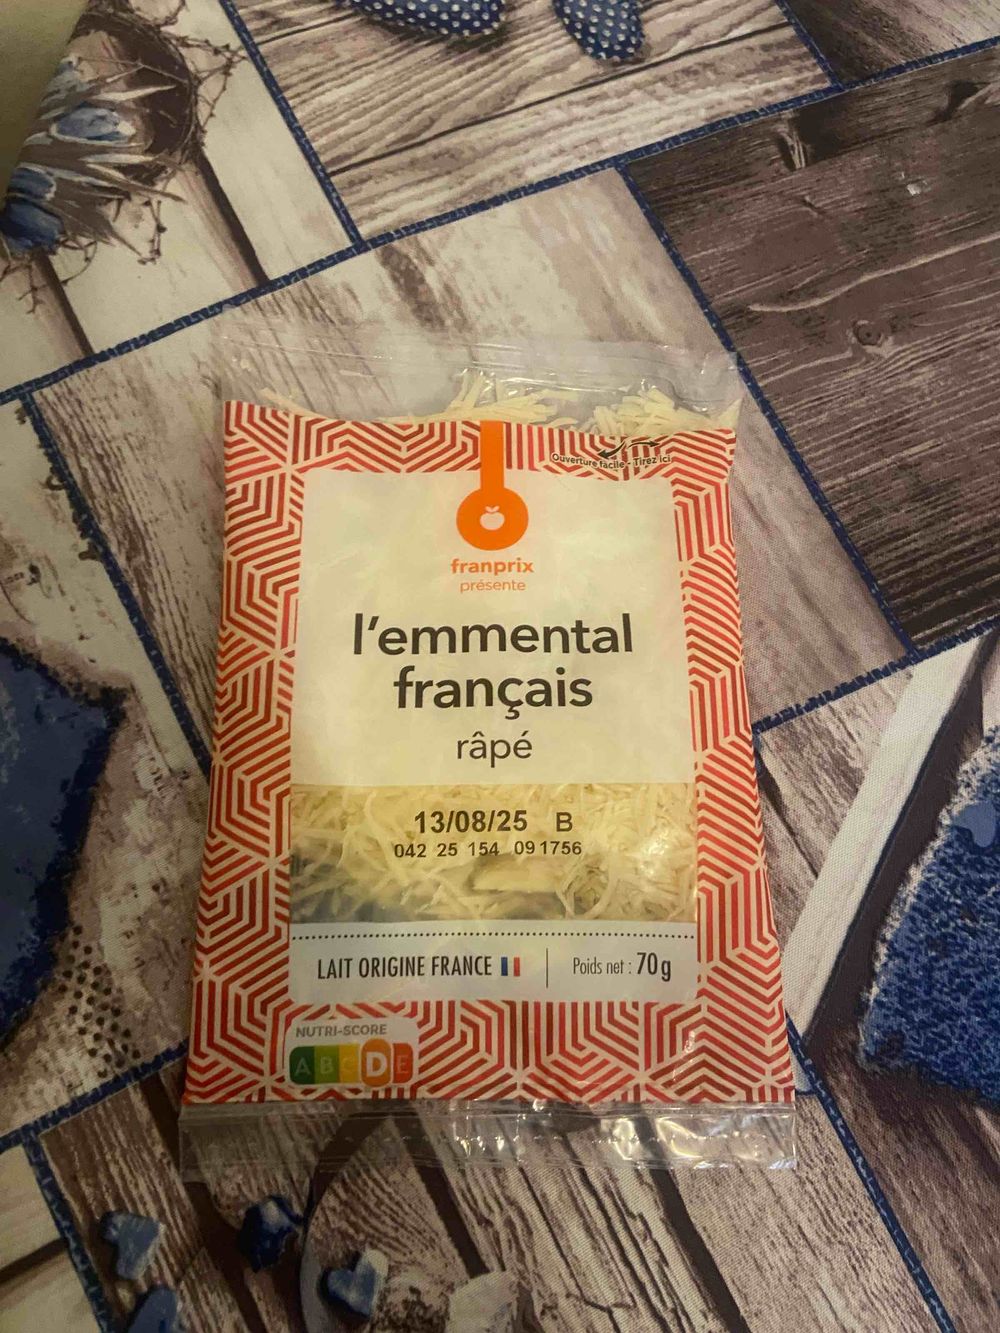 Ouverture facile - Tirez ici
franprix
présente
l'emmental
français
râpé
13/08/25 B
042 25 154 09 1756
LAIT ORIGINE FRANCE
Poids net : 70g
NUTRI-SCORE
A B C D E